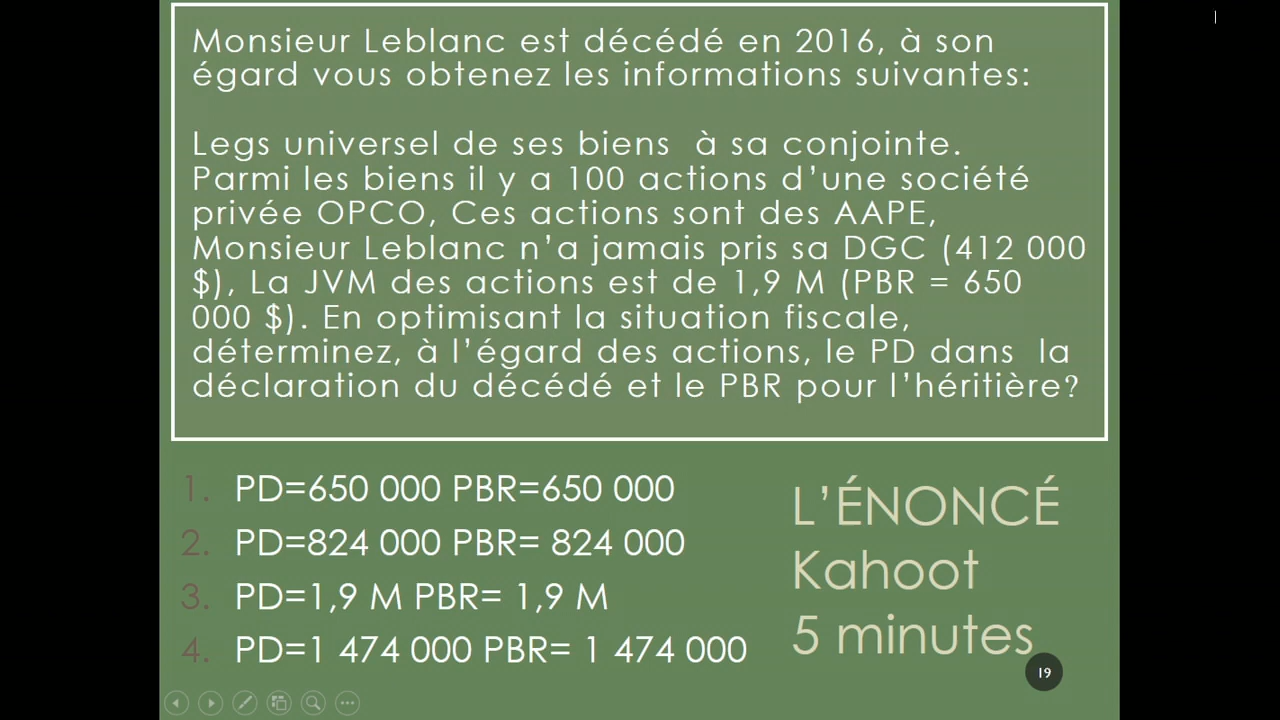 Monsieur Leblanc est décédé en 2016, à son
égard vous obtenez les informations suivantes:
Legs universel de ses biens à sa conjointe.
Parmi les biens il y a 100 actions d’une société
privée OPCO, Ces actions sont des AAPE,
Monsieur Leblanc n’a jamais pris sa DGC (412 000
$), La JVM des actions est de 1,9 M (PBR = 650
000 $). En optimisant la situation fiscale,
déterminez, à l’égard des actions, le PD dans la
déclaration du décédé et le PBR pour l’héritière?
1. PD=650 000 PBR=650 000
2. PD=824 000 PBR= 824 000
3. PD=1,9 M PBR= 1,9 M
4. PD=1 474 000 PBR= 1 474 000
L’ÉNONCÉ
Kahoot
5 minutes
19